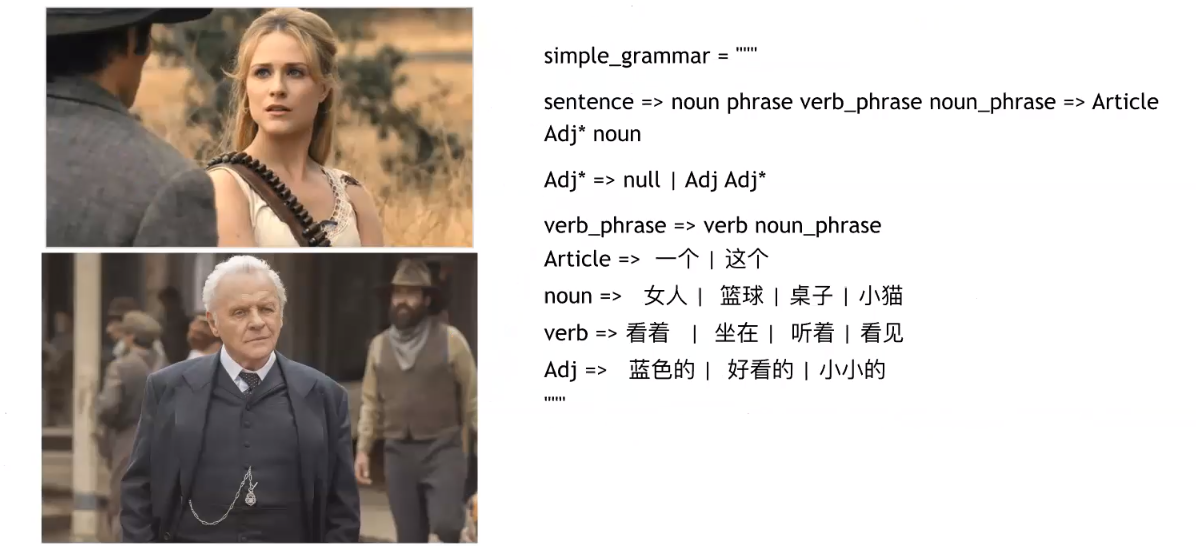 simple_grammar = """
sentence => noun phrase verb_phrase noun_phrase => Article
Adj* noun
Adj* => null | Adj Adj*
verb_phrase => verb noun_phrase
Article => 一个 | 这个
noun => 女人 | 篮球 | 桌子 | 小猫
verb => 看着 | 坐在 | 听着 | 看见
Adj => 蓝色的 | 好看的 | 小小的
"""